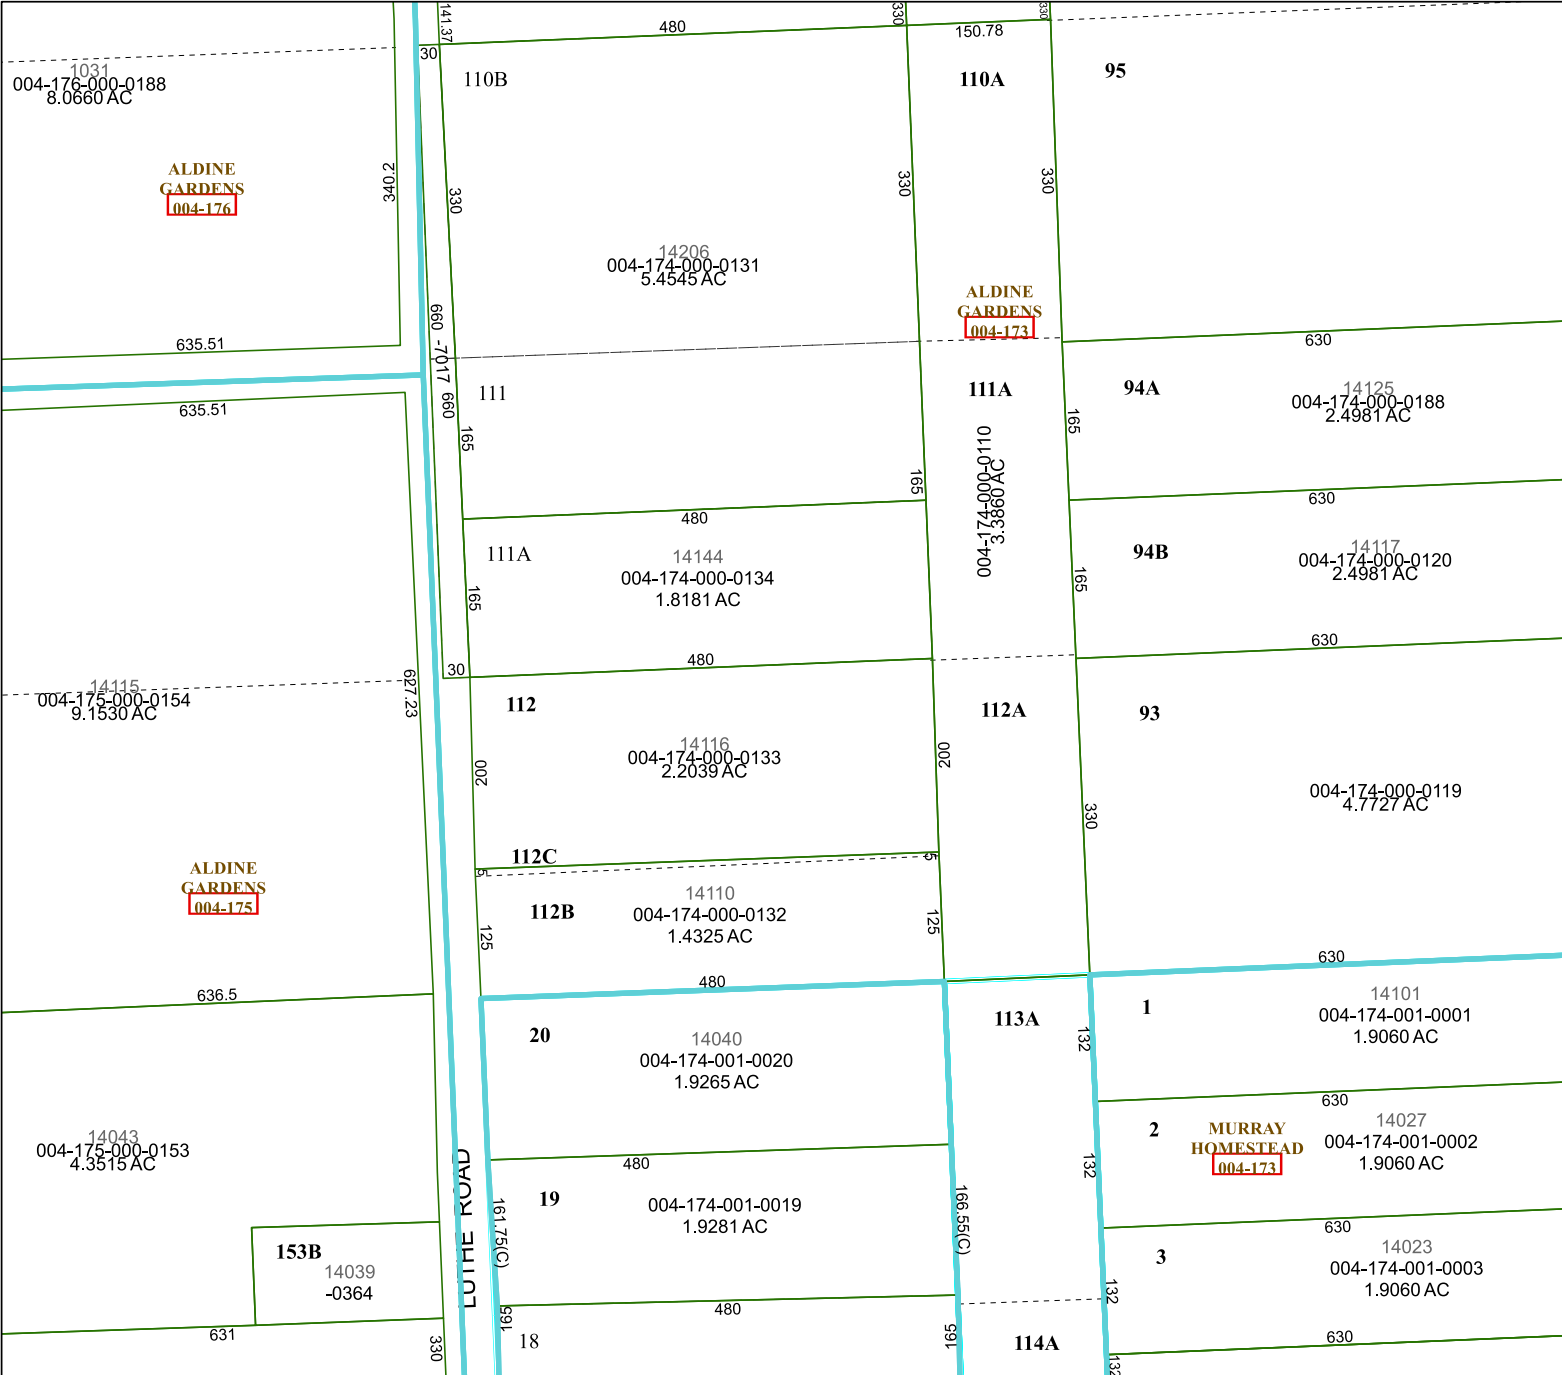 141.37
480
330
150.78
330
30
110B
110A
95
1031
004-176-000-0188
8.0660 AC
ALDINE
GARDENS
004-176
340.2
330
330
330
14206
004-174-000-0131
5.4545 AC
ALDINE
GARDENS
004-173
635.51
660 -7017 660
630
635.51
111
165
111A
94A
14125
004-174-000-0188
2.4981 AC
165
004-174-000-0110
3.3860 AC
165
480
630
111A
14144
004-174-000-0134
1.8181 AC
165
94B
14117
004-174-000-0120
2.4981 AC
165
30
480
630
14115
004-175-000-0154
9.1530 AC
627.23
112
112A
93
14116
004-174-000-0133
2.2039 AC
200
200
330
004-174-000-0119
4.7727 AC
112C
5
5
ALDINE
GARDENS
004-175
112B
14110
004-174-000-0132
1.4325 AC
125
125
636.5
480
630
20
14040
004-174-001-0020
1.9265 AC
113A
132
1
14101
004-174-001-0001
1.9060 AC
630
14043
004-175-000-0153
4.3515 AC
2
MURRAY
HOMESTEAD
004-173
14027
004-174-001-0002
1.9060 AC
132
480
LUTHE ROAD
19
161.75(C)
004-174-001-0019
1.9281 AC
166.55(C)
630
153B
14039
-0364
3
14023
004-174-001-0003
1.9060 AC
132
480
631
330
165
18
165
114A
630
132